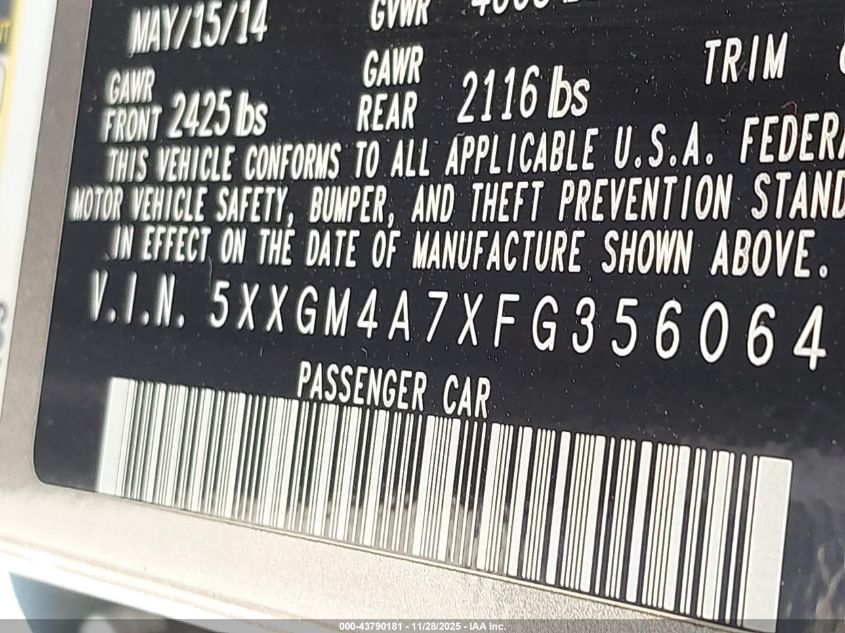 MAY/15/14 GVWR
GAWR FRONT 2425 lbs GAWR REAR 2116 lbs TRIM
THIS VEHICLE CONFORMS TO ALL APPLICABLE U.S.A. FEDERA
MOTOR VEHICLE SAFETY, BUMPER, AND THEFT PREVENTION STAND
IN EFFECT ON THE DATE OF MANUFACTURE SHOWN ABOVE.
V.I.N. 5XXGM4A7XFG356064
PASSENGER CAR
000-43790181 - 11/28/2025 - IAA Inc.